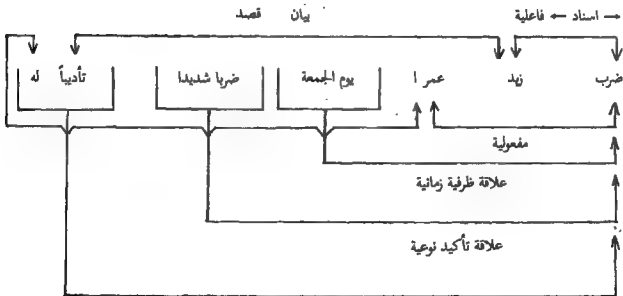 ← اسناد → فاعلية
بيان قصد
ضرب زيد عمر ا يوم الجمعة ضربا شديدا تأديباً له
مفعولية
علاقة ظرفية زمانية
علاقة تأكيد نوعية